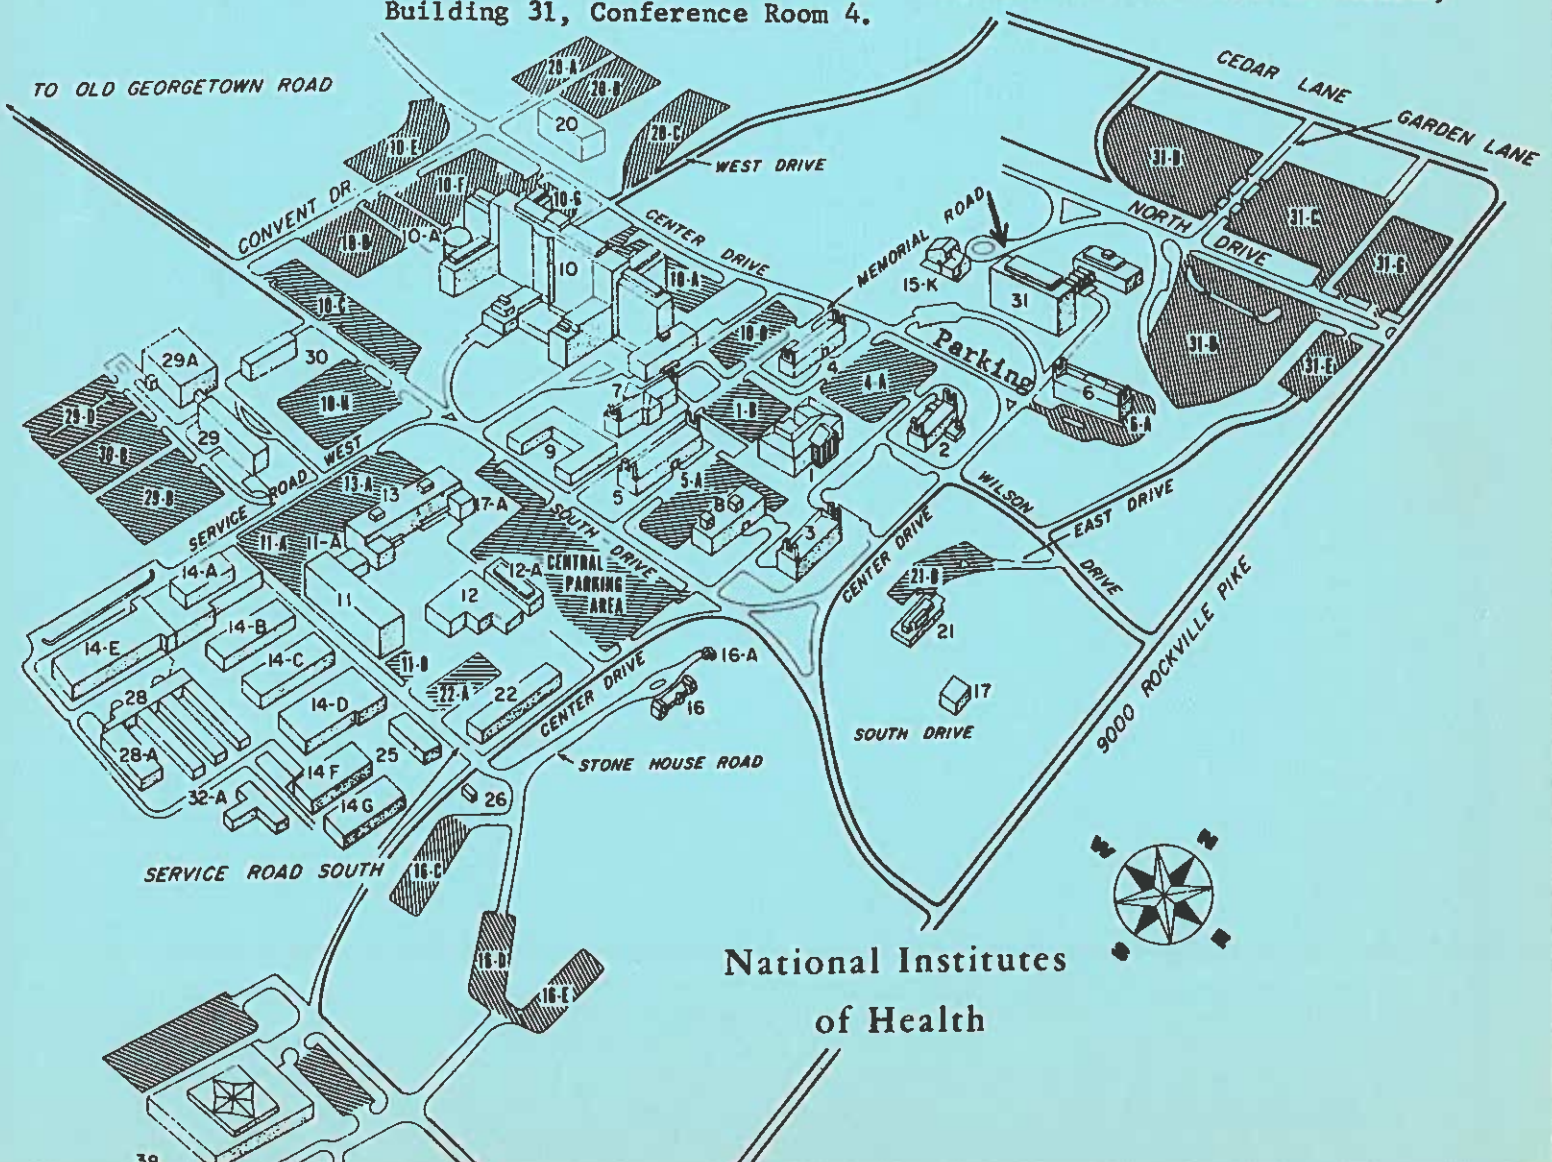 Building 31, Conference Room 4.
TO OLD GEORGETOWN ROAD
CEDAR LANE
GARDEN LANE
20-A
20-B
20
20-C
10-E
WEST DRIVE
31-D
10-F
10-G
CONVENT DR.
CENTER DRIVE
MEMORIAL ROAD
NORTH DRIVE
31-C
31-G
10-B
10-A
10
10-A
15-K
31
10-C
10-D
Parking
31-B
31-E
29A
30
4
4-A
6
6-A
10-H
7
1-B
2
29-D
29
30-B
29-B
9
1
SERVICE ROAD WEST
13-A
13
17-A
5
5-A
8
3
WILSON DRIVE
EAST DRIVE
SOUTH DRIVE
11-A
11-A
CENTRAL
PARKING
AREA
CENTER DRIVE
14-A
12-A
21-B
11
12
21
14-B
14-E
14-C
11-B
16-A
22-A
22
CENTER DRIVE
16
17
28
14-D
SOUTH DRIVE
9000 ROCKVILLE PIKE
28-A
25
STONE HOUSE ROAD
14F
32-A
14G
26
W
N
SERVICE ROAD SOUTH
16-C
S
National Institutes
of Health
16-D
16-E
38